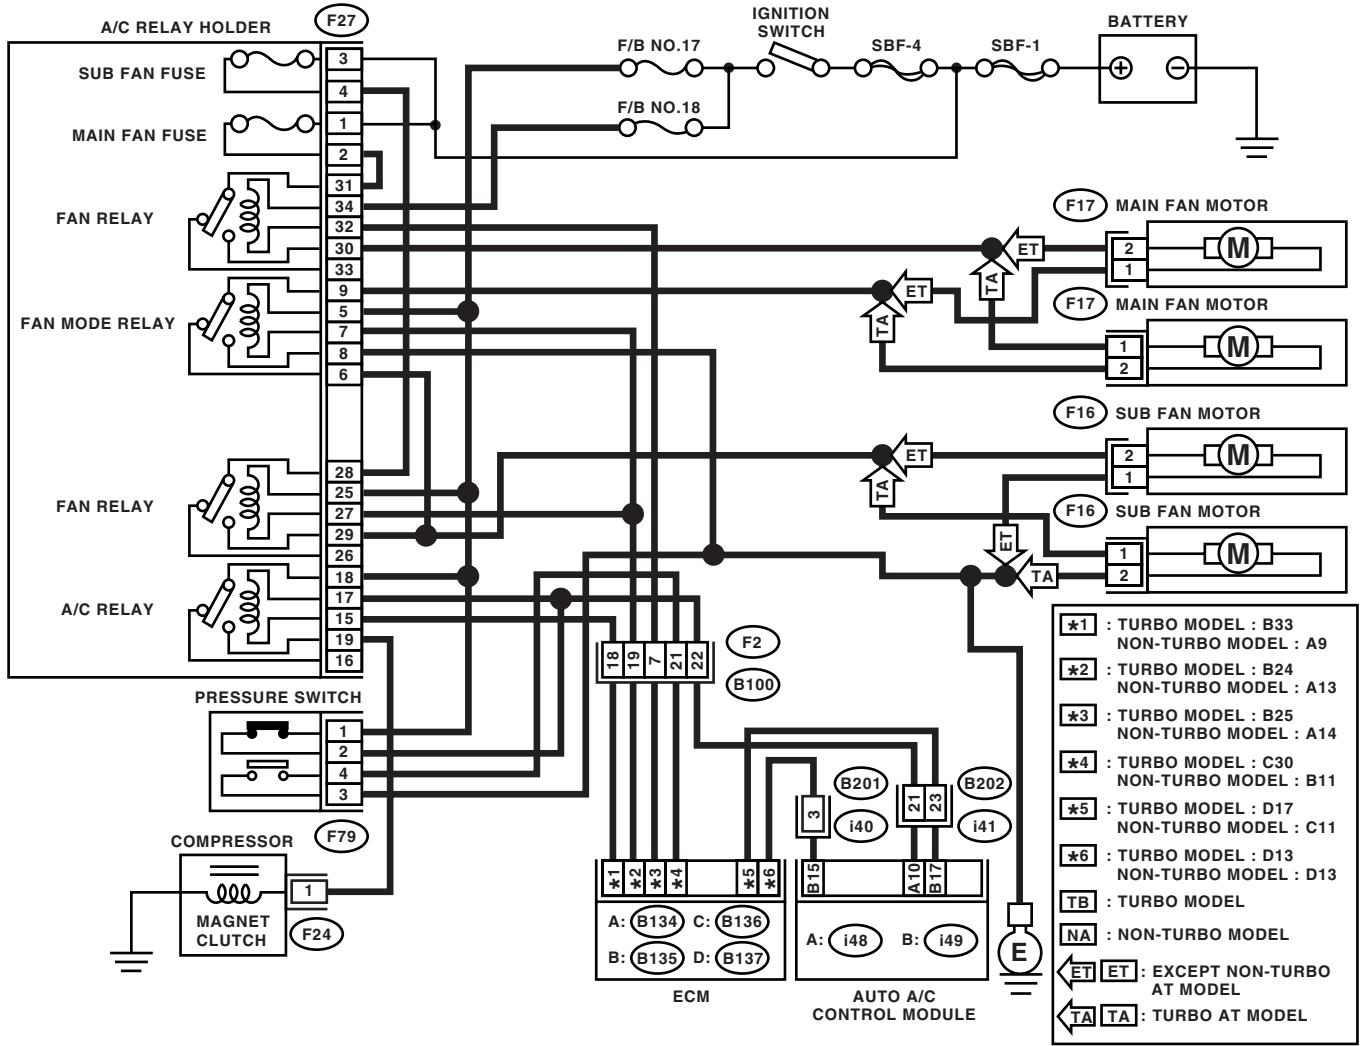 A/C RELAY HOLDER
F27
SUB FAN FUSE
3
4
MAIN FAN FUSE
1
2
31
34
FAN RELAY
32
30
33
9
FAN MODE RELAY
5
7
8
6
28
25
FAN RELAY
27
29
26
18
17
A/C RELAY
15
19
16
F/B NO.17
IGNITION
SWITCH
SBF-4
SBF-1
BATTERY
+
−
F/B NO.18
F17
MAIN FAN MOTOR
2
1
M
ET
TA
F17
MAIN FAN MOTOR
1
2
M
ET
TA
F16
SUB FAN MOTOR
2
1
M
ET
TA
F16
SUB FAN MOTOR
1
2
M
ET
TA
PRESSURE SWITCH
1
2
4
3
F79
COMPRESSOR
1
MAGNET
CLUTCH
F24
18
19
7
21
22
F2
B100
B201
3
i40
21
23
B202
i41
*1
*2
*3
*4
*5
*6
A: B134 C: B136
B: B135 D: B137
ECM
B15
A10
B17
A: i48 B: i49
AUTO A/C
CONTROL MODULE
E
*1 : TURBO MODEL : B33
NON-TURBO MODEL : A9
*2 : TURBO MODEL : B24
NON-TURBO MODEL : A13
*3 : TURBO MODEL : B25
NON-TURBO MODEL : A14
*4 : TURBO MODEL : C30
NON-TURBO MODEL : B11
*5 : TURBO MODEL : D17
NON-TURBO MODEL : C11
*6 : TURBO MODEL : D13
NON-TURBO MODEL : D13
TB : TURBO MODEL
NA : NON-TURBO MODEL
ET ET : EXCEPT NON-TURBO
AT MODEL
TA TA : TURBO AT MODEL